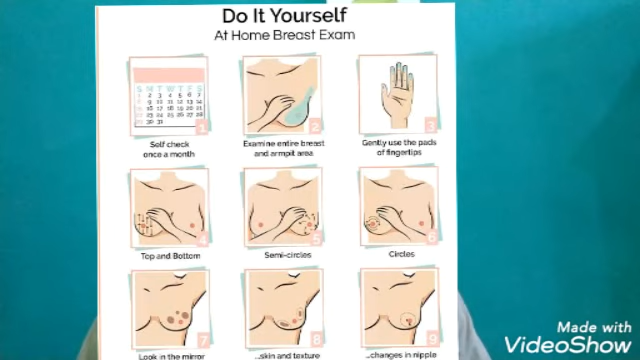 Do It Yourself
At Home Breast Exam
1
2
3
Self check
once a month
Examine entire breast
and armpit area
Gently use the pads
of fingertips
4
5
6
Top and Bottom
Semi-circles
Circles
7
8
9
Look in the mirror
...skin and texture
...changes in nipple
Made with
VideoShow